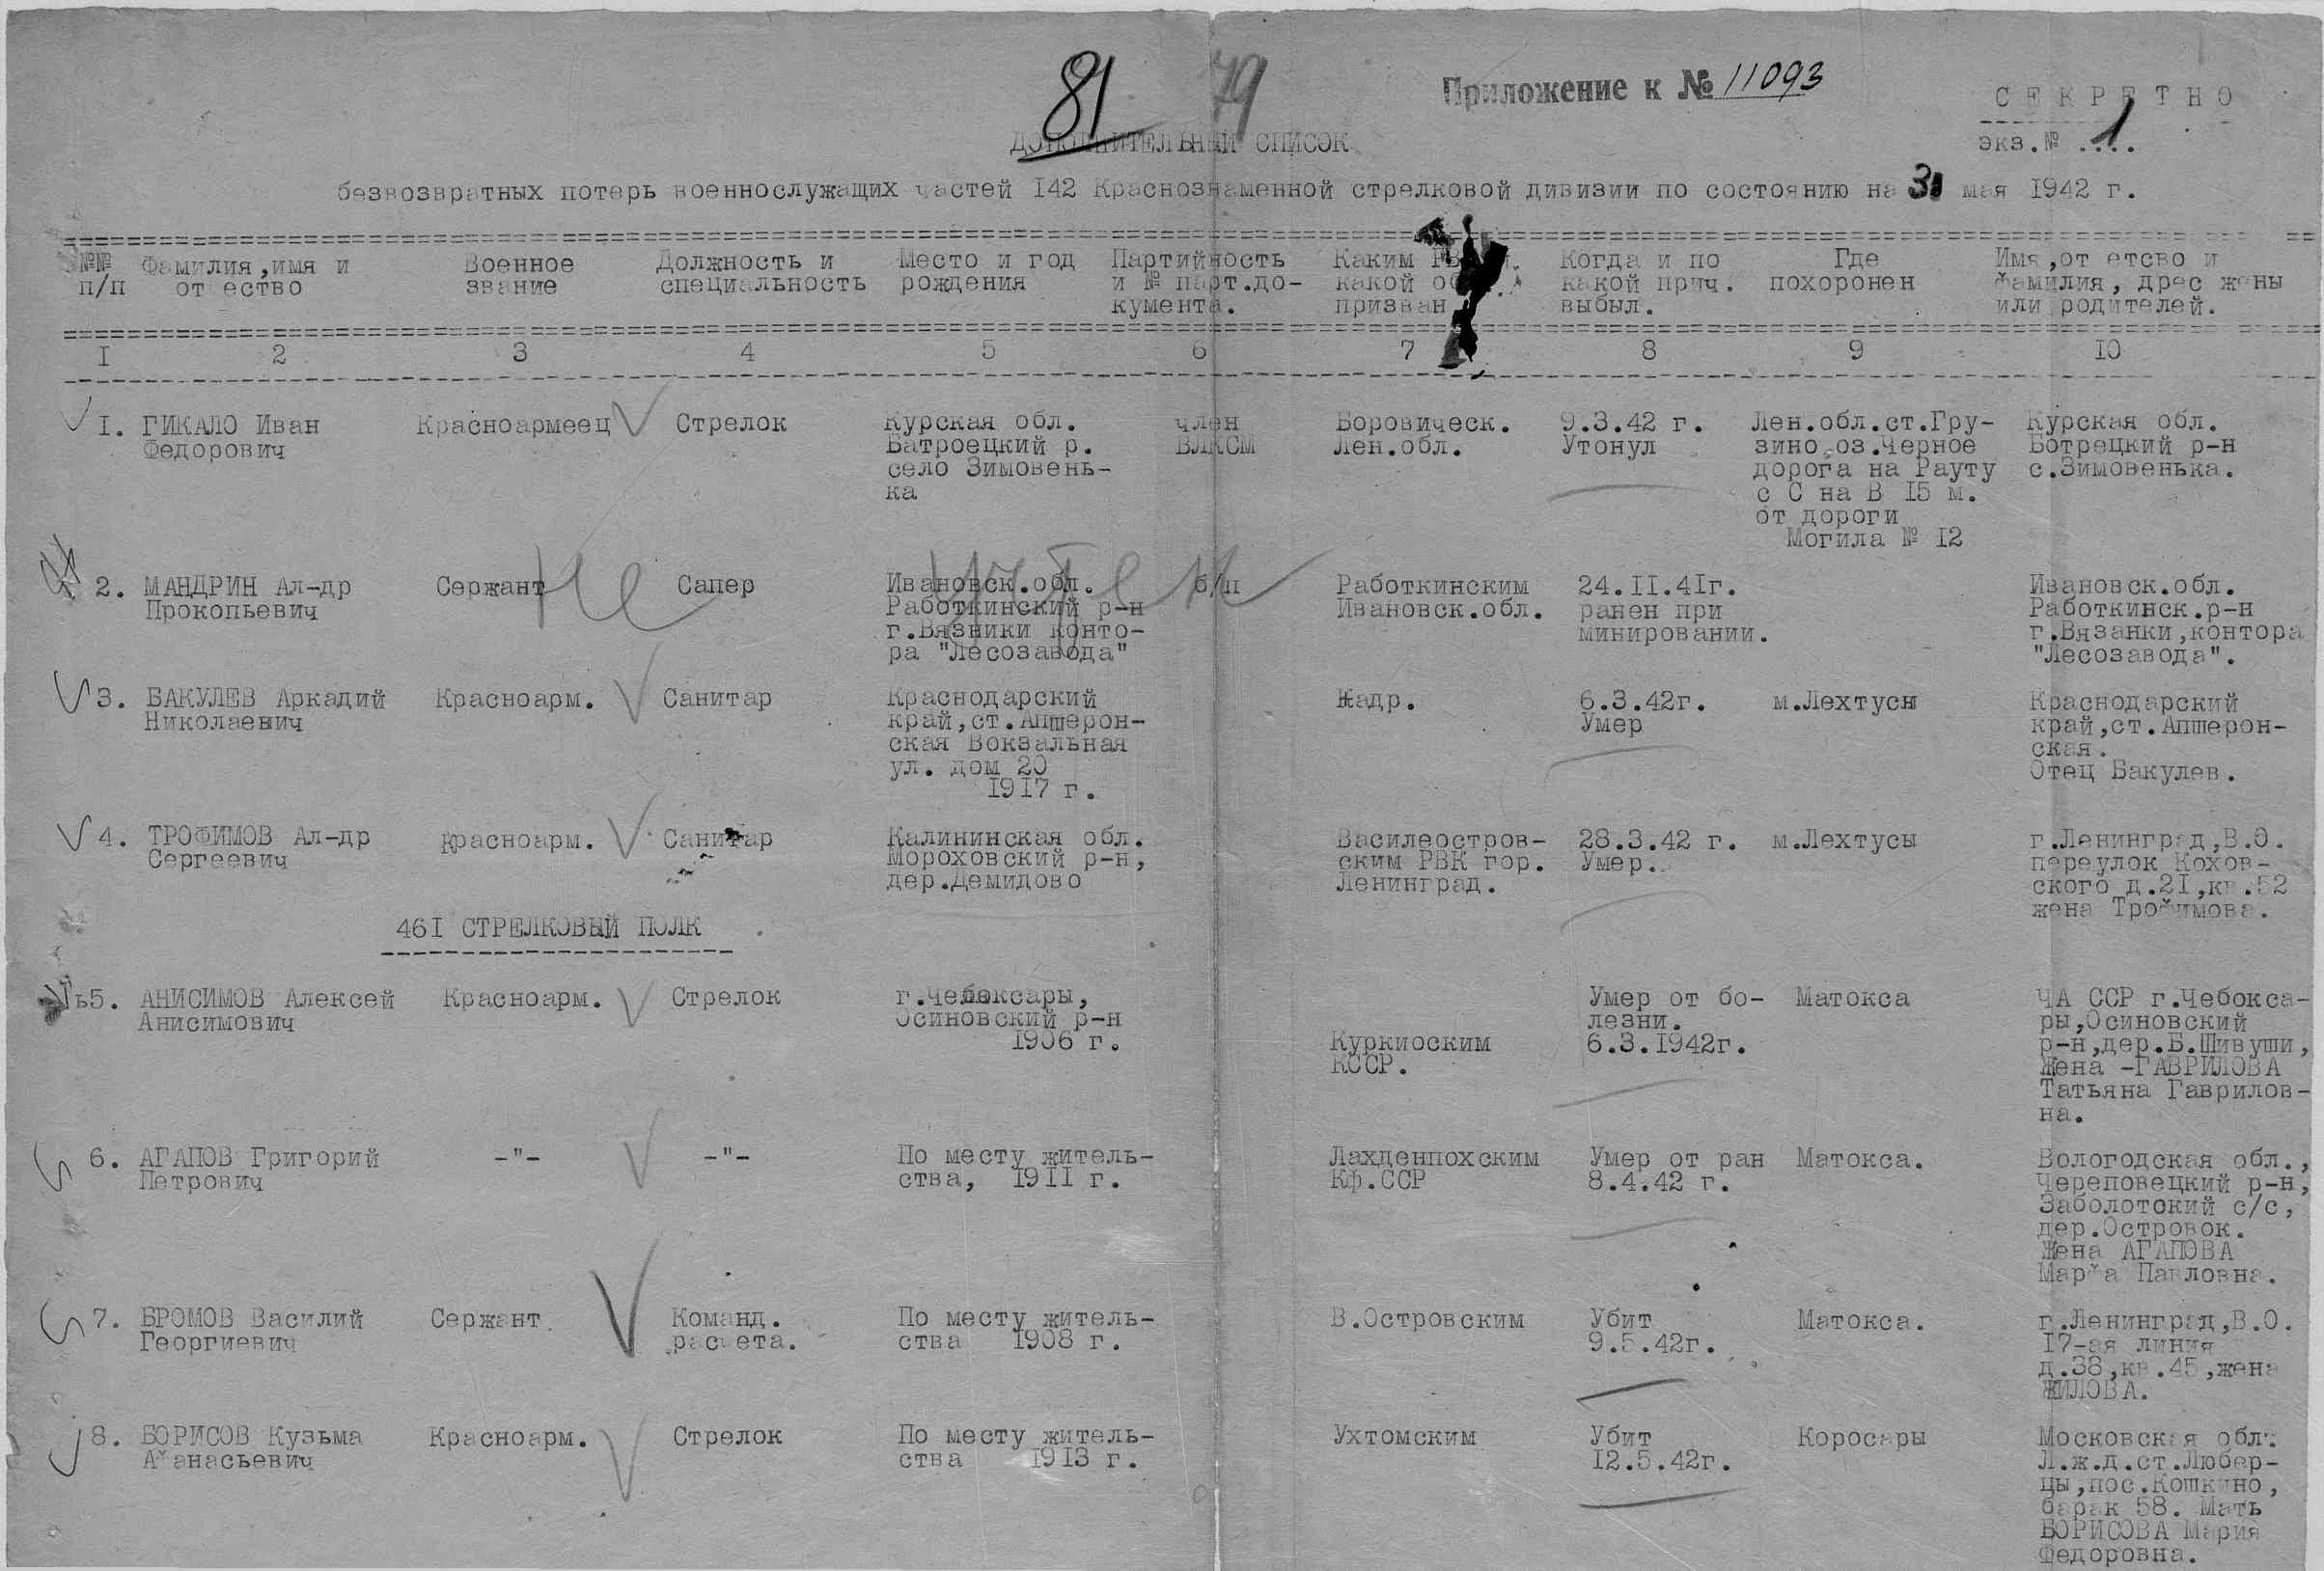 81 79
Приложение к № 11093
СЕКРЕТНО
экз.№ 1
ДОПОЛНИТЕЛЬНЫЙ СПИСОК
безвозвратных потерь военнослужащих частей 142 Краснознаменной стрелковой дивизии по состоянию на мая 1942 г.
№№ п/п
Фамилия,имя и
от ество
Военное
звание
Должность и
специальность
Место и год
рождения
Партийность
и № парт.до-
кумента.
Каким
какой
призван
Когда и по
какой прич.
выбыл.
Где
похоронен
Имя,от етсво и
фамилия, дрес жены
или родителей.
1 2 3 4 5 6 7 8 9 10
1. ГИКАЛО Иван
Федорович
Красноармеец
Стрелок
Курская обл.
Батроецкий р.
село Зимовень-
ка
член
ВЛКСМ
Боровическ.
Лен.обл.
9.3.42 г.
Утонул
Лен.обл.ст.Гру-
зино оз.Черное
дорога на Рауту
с С на В 15 м.
от дороги
Могила № 12
Курская обл.
Ботрецкий р-н
с.Зимовенька.
2. МАНДРИН Ал-др
Прокопьевич
Сержант
Не учтен
Сапер
Ивановск.обл.
Работкинский р-н
г.Вязники конто-
ра "Лесозавода"
б/п
Работкинским
Ивановск.обл.
24.11.41г.
ранен при
минировании.
Ивановск.обл.
Работкинск.р-н
г.Вязанки,контора
"Лесозавода".
3. БАКУЛЕВ Аркадий
Николаевич
Красноарм.
Санитар
Краснодарский
край,ст.Апшерон-
ская Вокзальная
ул. дом 20
1917 г.
Кадр.
6.3.42г.
Умер
м.Лехтусы
Краснодарский
край,ст.Апшерон-
ская.
Отец Бакулев.
4. ТРОФИМОВ Ал-др
Сергеевич
Красноарм.
Санитар
Калининская обл.
Мороховский р-н,
дер.Демидово
Василеостров-
ским РВК гор.
Ленинград.
28.3.42 г.
Умер.
м.Лехтусы
г.Ленинград,В.О.
переулок Кохов-
ского д.21,кв.52
жена Трофимова.
461 СТРЕЛКОВЫЙ ПОЛК
5. АНИСИМОВ Алексей
Анисимович
Красноарм.
Стрелок
г.Чебоксары,
Осиновский р-н
1906 г.
Куркиоским
КССР.
Умер от бо-
лезни.
6.3.1942г.
Матокса
ЧА ССР г.Чебокса-
ры,Осиновский
р-н,дер.Б.Шивуши,
Жена -ГАВРИЛОВА
Татьяна Гаврилов-
на.
6. АГАПОВ Григорий
Петрович
-"-
-"-
По месту житель-
ства, 1911 г.
Лахденпохским
Кф.ССР
Умер от ран
8.4.42 г.
Матокса.
Вологодская обл.,
Череповецкий р-н,
Заболотский с/с,
дер.Островок.
Жена АГАПОВА
Марфа Павловна.
7. БРОМОВ Василий
Георгиевич
Сержант
Команд.
расчета.
По месту житель-
ства 1908 г.
В.Островским
Убит
9.5.42г.
Матокса.
г.Ленинград,В.О.
17-ая линия
д.38,кв.45,жена
ЖИЛОВА.
8. БОРИСОВ Кузьма
Афанасьевич
Красноарм.
Стрелок
По месту житель-
ства 1913 г.
Ухтомским
Убит
12.5.42г.
Коросары
Московская обл.
Л.ж.д.ст.Любер-
цы,пос.Кошкино,
барак 58. Мать
БОРИСОВА Мария
Федоровна.